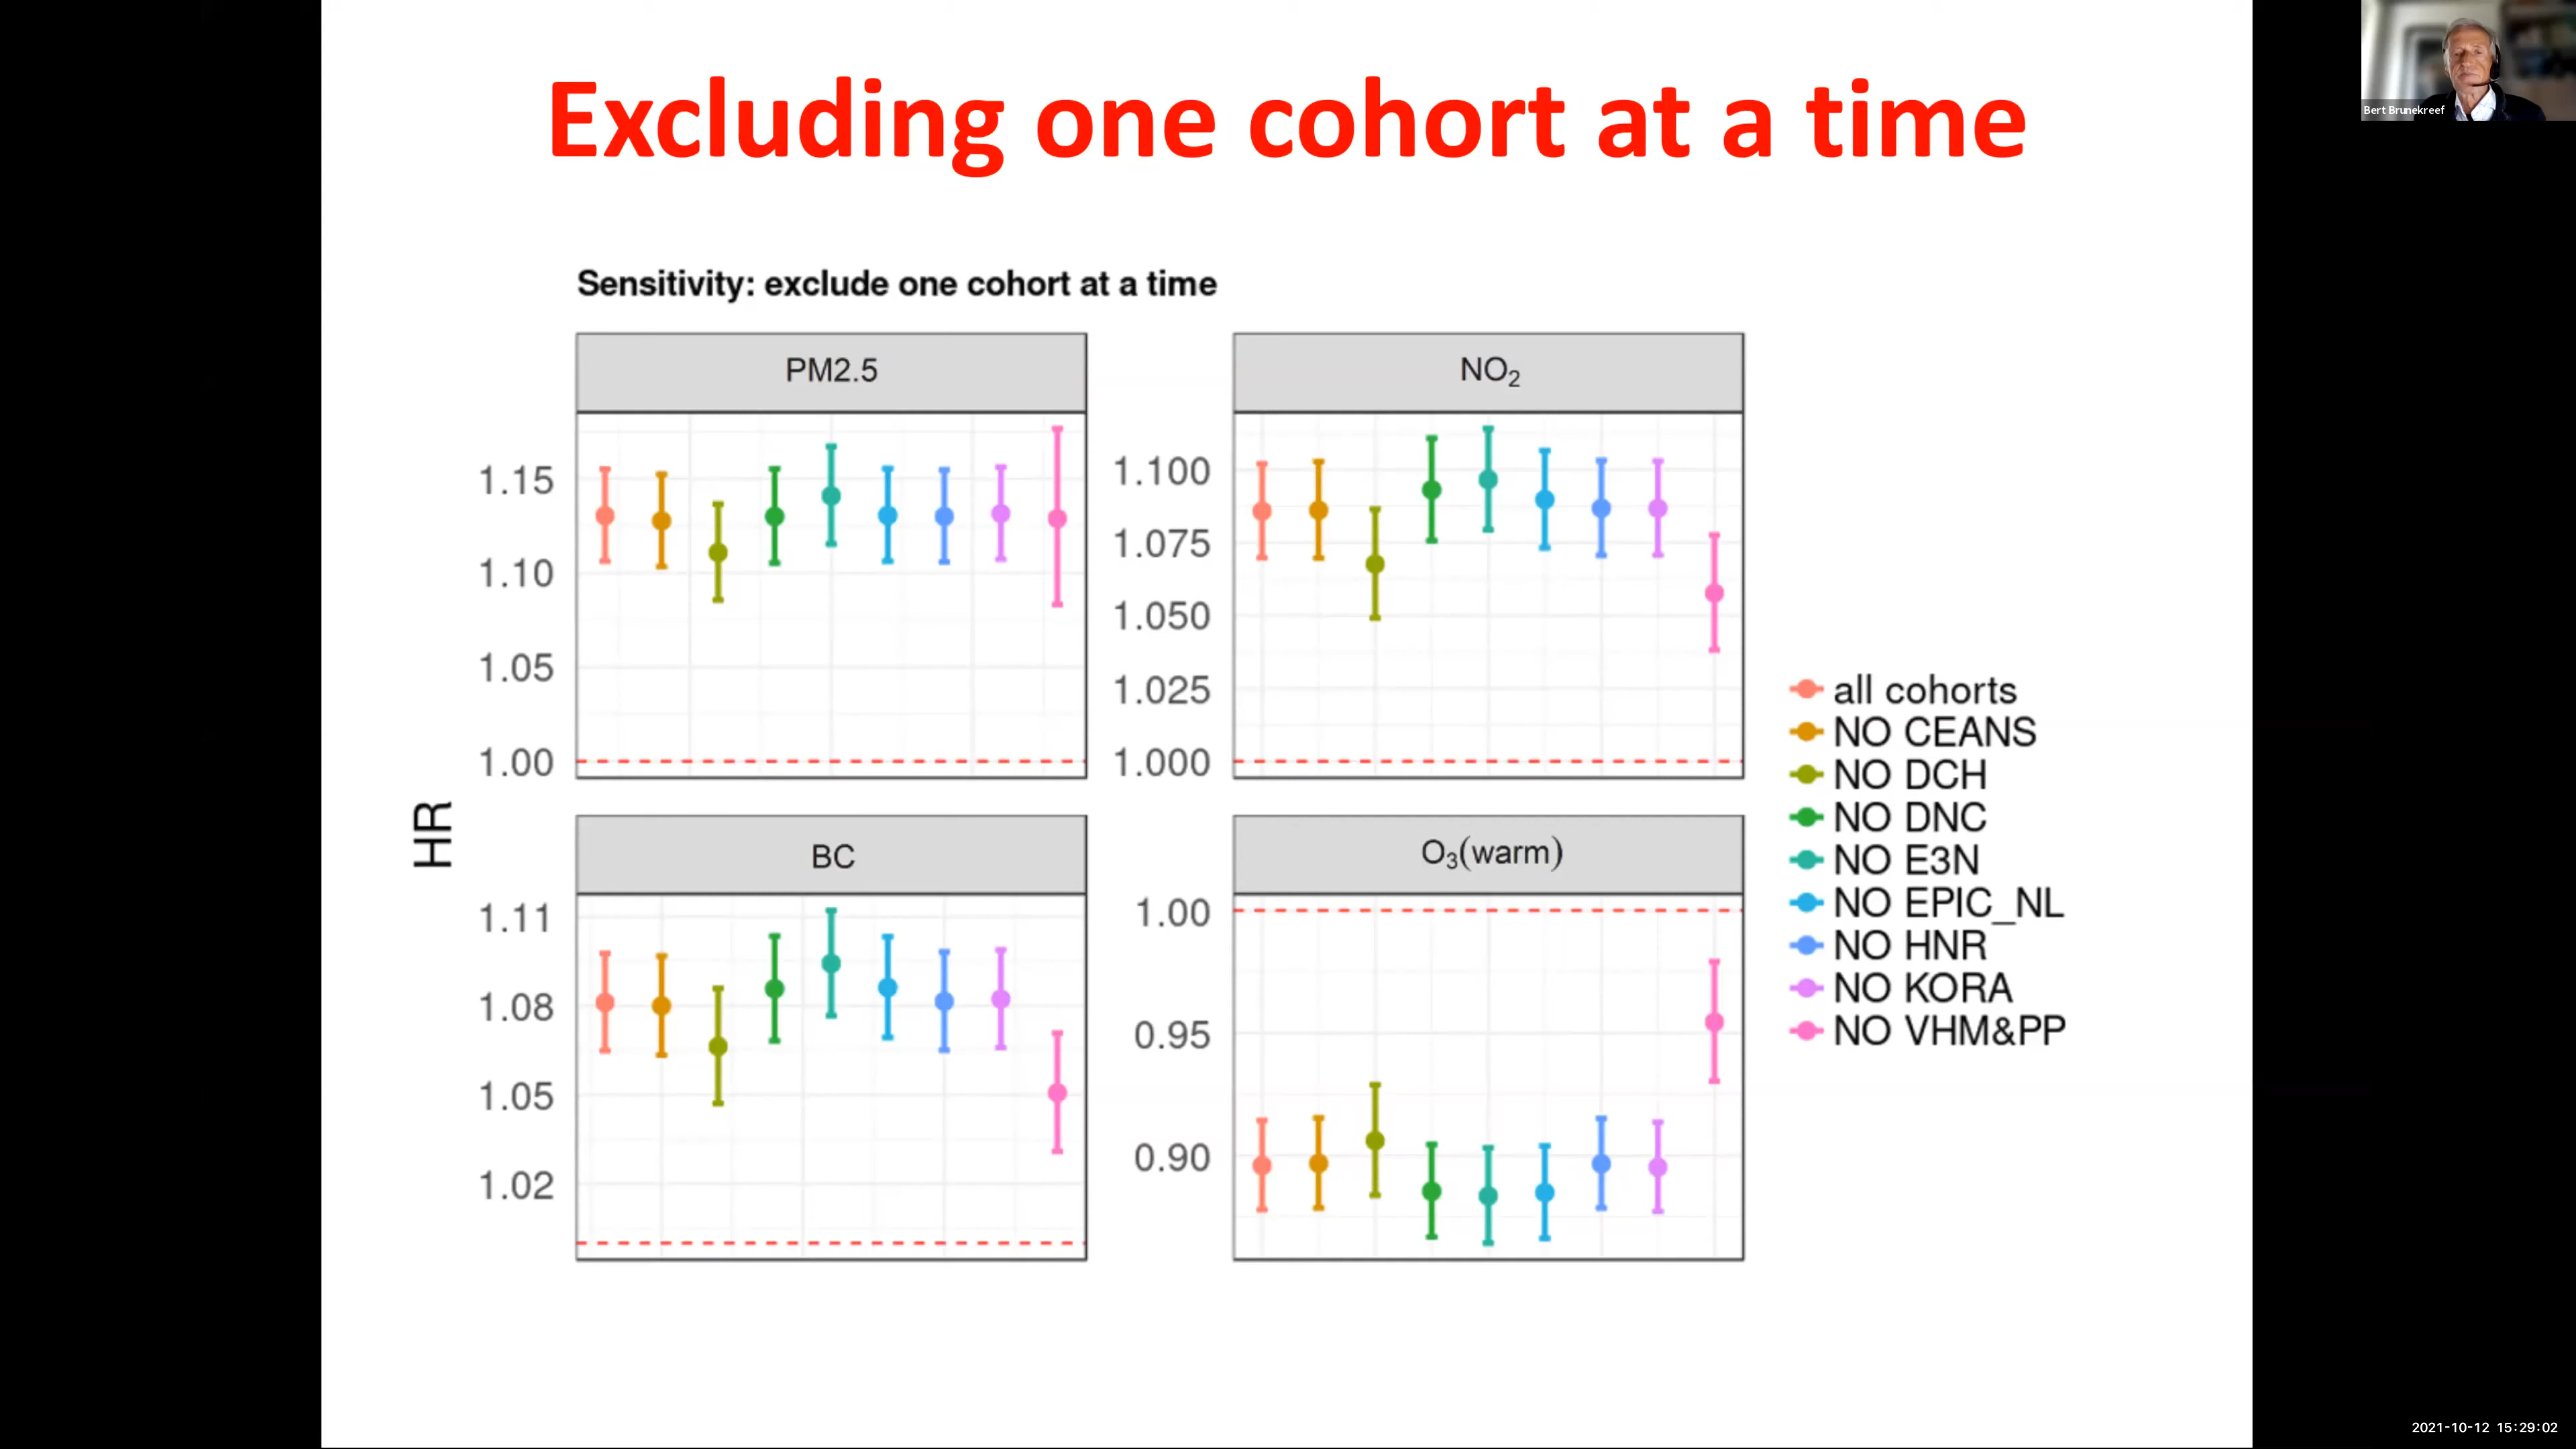 Excluding one cohort at a time
Bert Brunekreef
Sensitivity: exclude one cohort at a time
PM2.5
1.15
1.10
1.05
1.00
NO₂
1.100
1.075
1.050
1.025
1.000
HR
BC
1.11
1.08
1.05
1.02
O₃(warm)
1.00
0.95
0.90
all cohorts
NO CEANS
NO DCH
NO DNC
NO E3N
NO EPIC_NL
NO HNR
NO KORA
NO VHM&PP
2021-10-12 15:29:02